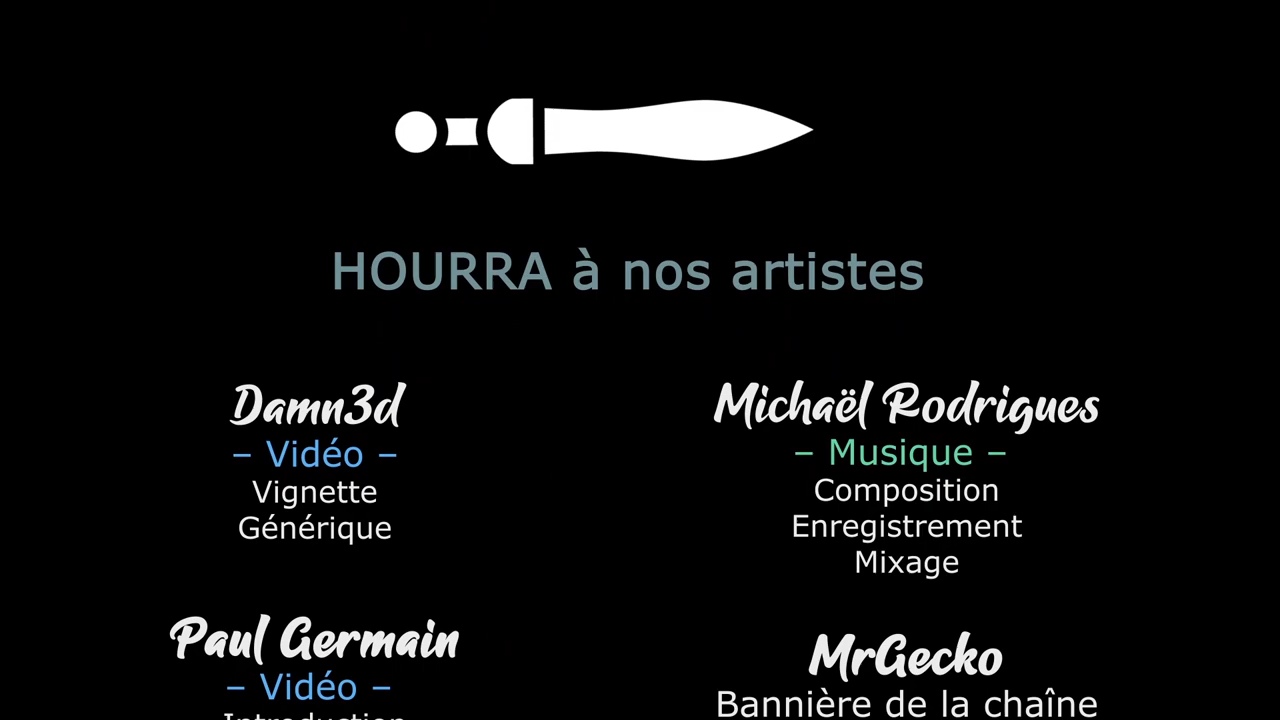 HOURRA à nos artistes
Damn3d
– Vidéo –
Vignette
Générique
Michaël Rodrigues
– Musique –
Composition
Enregistrement
Mixage
Paul Germain
– Vidéo –
Introduction
MrGecko
Bannière de la chaîne